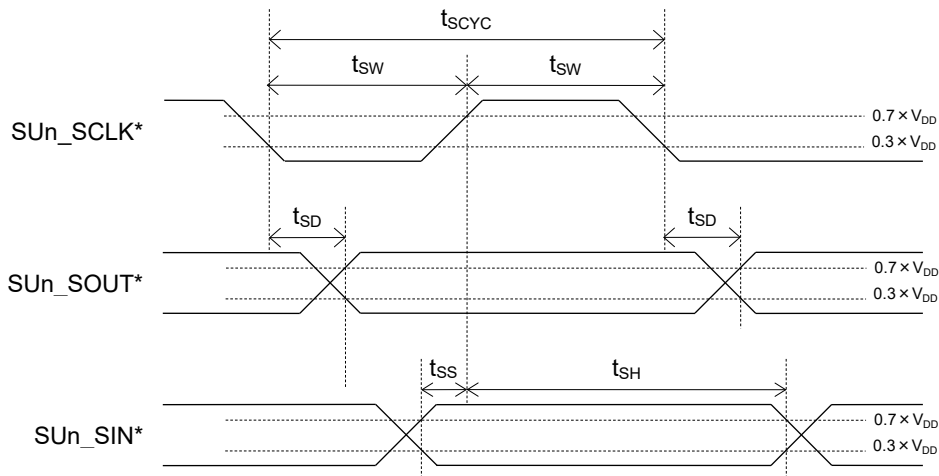 tSCYC
tSW tSW
SUn_SCLK*
0.7×VDD
0.3×VDD
tSD tSD
SUn_SOUT*
0.7×VDD
0.3×VDD
tSS tSH
SUn_SIN*
0.7×VDD
0.3×VDD